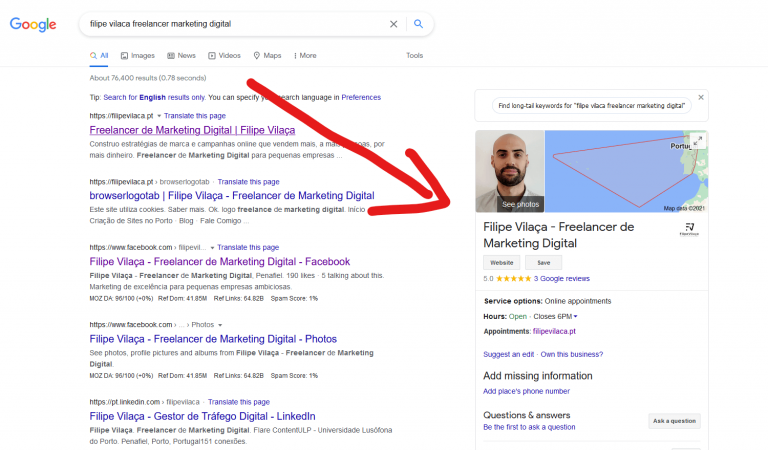 Google
filipe vilaca freelancer marketing digital
All
Images
News
Videos
Maps
More
Tools
About 76,400 results (0.78 seconds)
Tip: Search for English results only. You can specify your search language in Preferences
https://filipevilaca.pt
Translate this page
Freelancer de Marketing Digital | Filipe Vilaça
Construo estratégias de marca e campanhas online que vendem mais, a mais pessoas, por
mais dinheiro. Freelancer de Marketing Digital para pequenas empresas ...
https://filipevilaca.pt › browserlogotab
Translate this page
browserlogotab | Filipe Vilaça - Freelancer de Marketing Digital
Este site utiliza cookies. Saber mais. Ok. logo freelance de marketing digital. Início
Criação de Sites no Porto · Blog · Fale Comigo ...
https://www.facebook.com › filipevil...
Translate this page
Filipe Vilaça - Freelancer de Marketing Digital - Facebook
Filipe Vilaça - Freelancer de Marketing Digital, Penafiel. 190 likes · 5 talking about this.
Marketing de excelência para pequenas empresas ambiciosas.
MOZ DA: 96/100 (+0%) Ref Dom: 41.85M Ref Links: 64.82B Spam Score: 1%
https://www.facebook.com › ... › Photos
Filipe Vilaça - Freelancer de Marketing Digital - Photos
See photos, profile pictures and albums from Filipe Vilaça - Freelancer de Marketing
Digital.
MOZ DA: 96/100 (+0%) Ref Dom: 41.85M Ref Links: 64.82B Spam Score: 1%
https://pt.linkedin.com › filipevilaca
Translate this page
Filipe Vilaça - Gestor de Tráfego Digital - LinkedIn
Filipe Vilaça. Freelancer de Marketing Digital. Flare ContentULP - Universidade Lusófona
do Porto. Penafiel, Porto, Portugal151 conexões.
Find long-tail keywords for "filipe vilaca freelancer marketing digital"
Portug
See photos
Map data ©2021
Filipe Vilaça - Freelancer de
Marketing Digital
Website
Save
5.0
3 Google reviews
Service options: Online appointments
Hours: Open · Closes 6PM
Appointments: filipevilaca.pt
Suggest an edit · Own this business?
Add missing information
Add place's phone number
Questions & answers
Be the first to ask a question
Ask a question